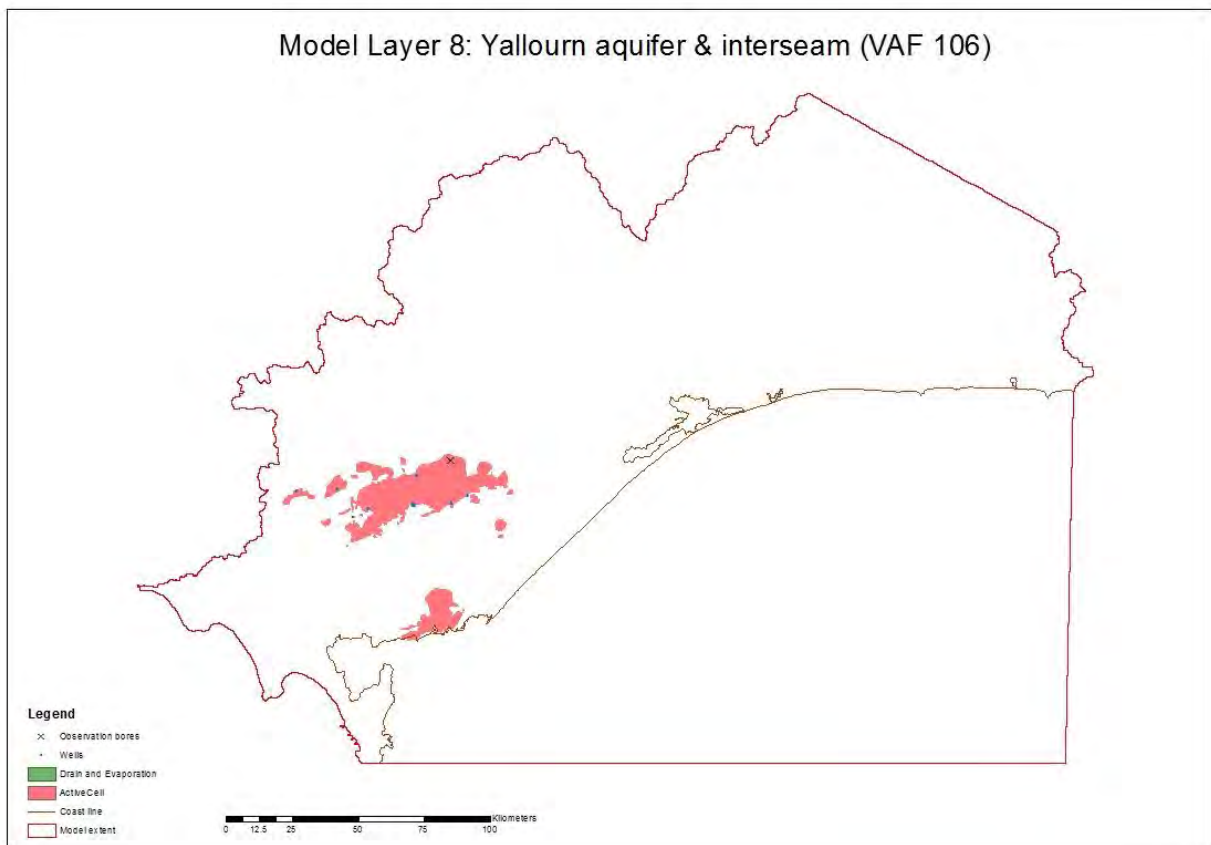 Model Layer 8: Yallourn aquifer & interseam (VAF 106)
Legend
Observation bores
Wells
Drain and Evaporation
ActiveCell
Coast line
Model extent
0 12.5 25 50 75 100 Kilometers